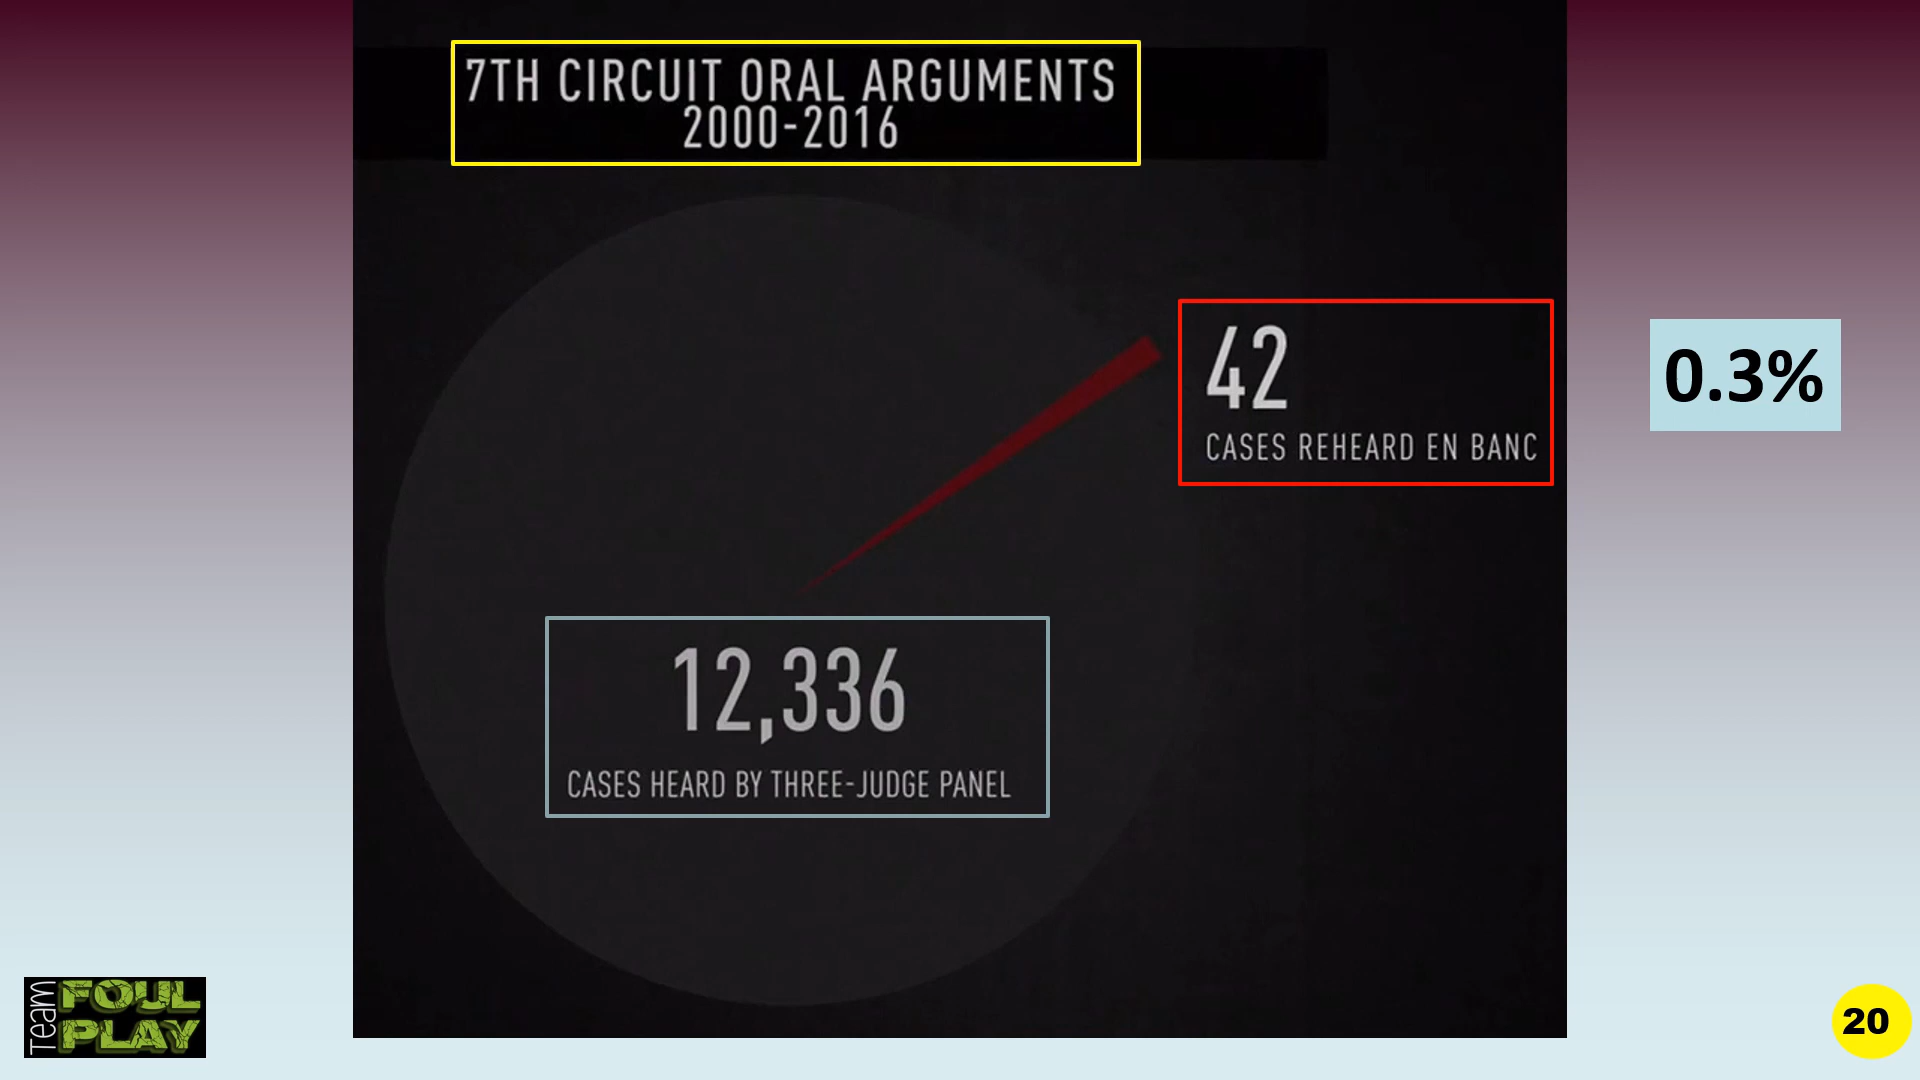 7TH CIRCUIT ORAL ARGUMENTS
2000-2016
42
CASES REHEARD EN BANC
0.3%
12,336
CASES HEARD BY THREE-JUDGE PANEL
Team
FOUL
PLAY
20